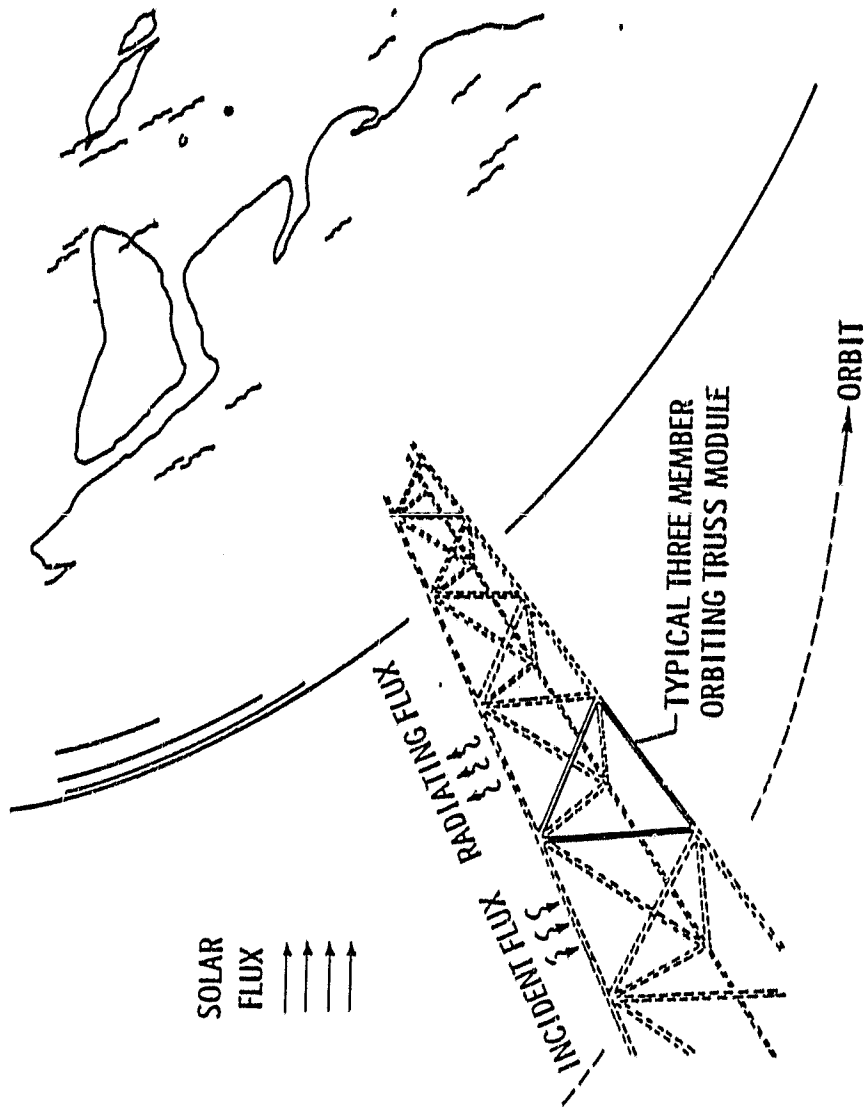 SOLAR
FLUX
INCIDENT FLUX
RADIATING FLUX
TYPICAL THREE MEMBER
ORBITING TRUSS MODULE
ORBIT